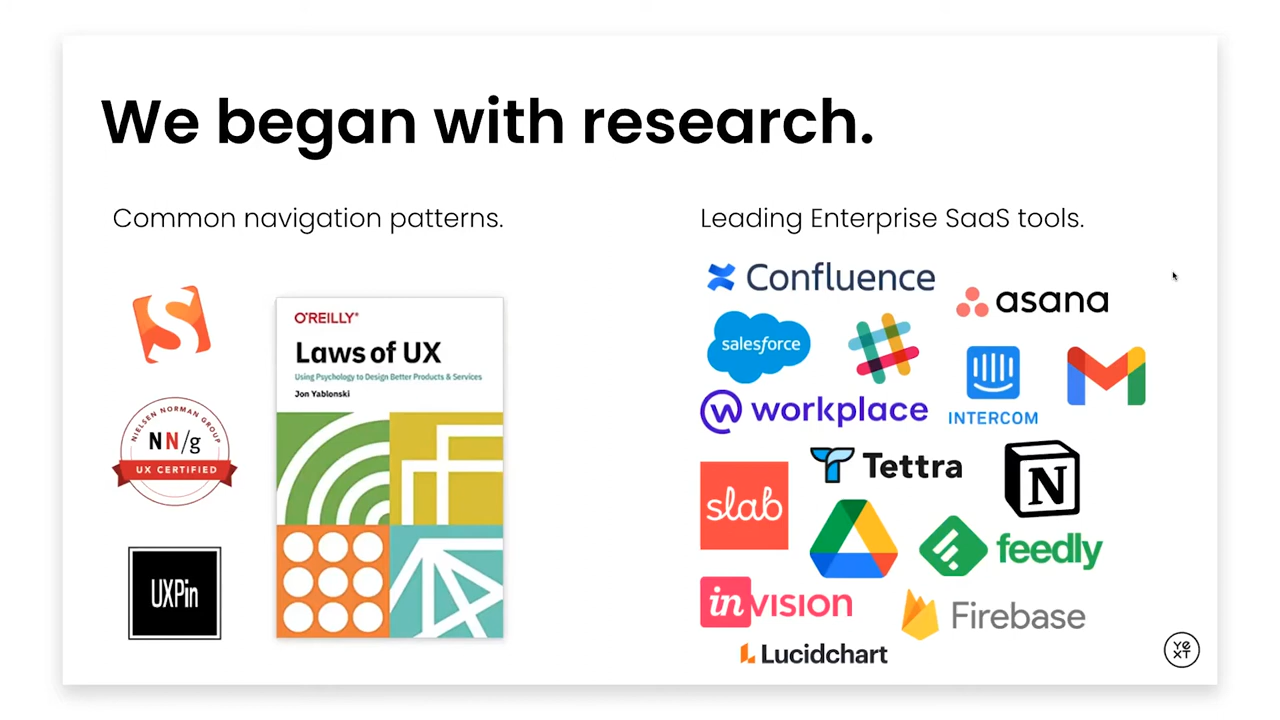 We began with research.
Common navigation patterns.
S
NIELSEN NORMAN GROUP
NN/g
UX CERTIFIED
UXPin
O'REILLY®
Laws of UX
Using Psychology to Design Better Products & Services
Jon Yablonski
Leading Enterprise SaaS tools.
Confluence
asana
salesforce
INTERCOM
workplace
Tettra
N
slab
feedly
inVISION
Firebase
Lucidchart
YEXT